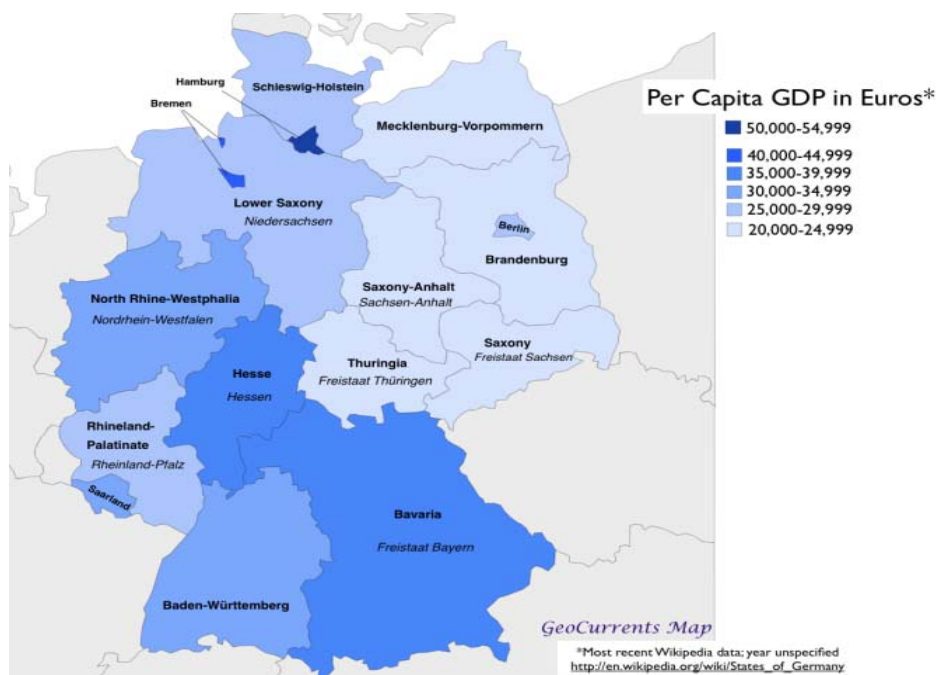 Hamburg
Bremen
Schleswig-Holstein
Mecklenburg-Vorpommern
Lower Saxony
Niedersachsen
Berlin
Brandenburg
Saxony-Anhalt
Sachsen-Anhalt
North Rhine-Westphalia
Nordrhein-Westfalen
Saxony
Freistaat Sachsen
Thuringia
Freistaat Thüringen
Hesse
Hessen
Rhineland-
Palatinate
Rheinland-Pfalz
Saarland
Bavaria
Freistaat Bayern
Baden-Württemberg
Per Capita GDP in Euros*
50,000-54,999
40,000-44,999
35,000-39,999
30,000-34,999
25,000-29,999
20,000-24,999
GeoCurrents Map
*Most recent Wikipedia data; year unspecified
http://en.wikipedia.org/wiki/States_of_Germany